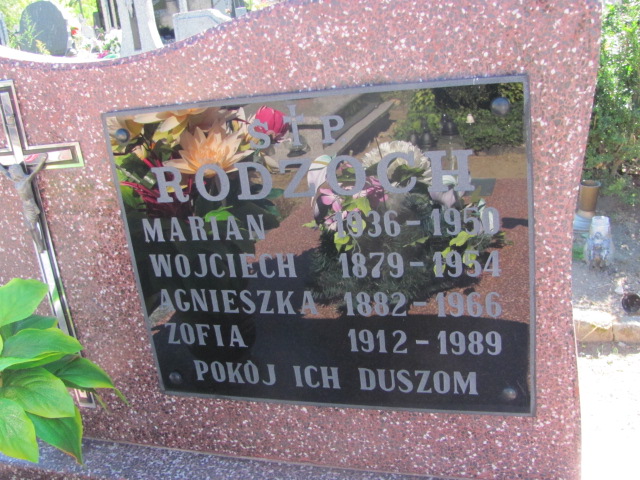 S†P
RODZOCH
MARIAN 1936-1950
WOJCIECH 1879-1954
AGNIESZKA 1882-1966
ZOFIA 1912-1989
POKÓJ ICH DUSZOM